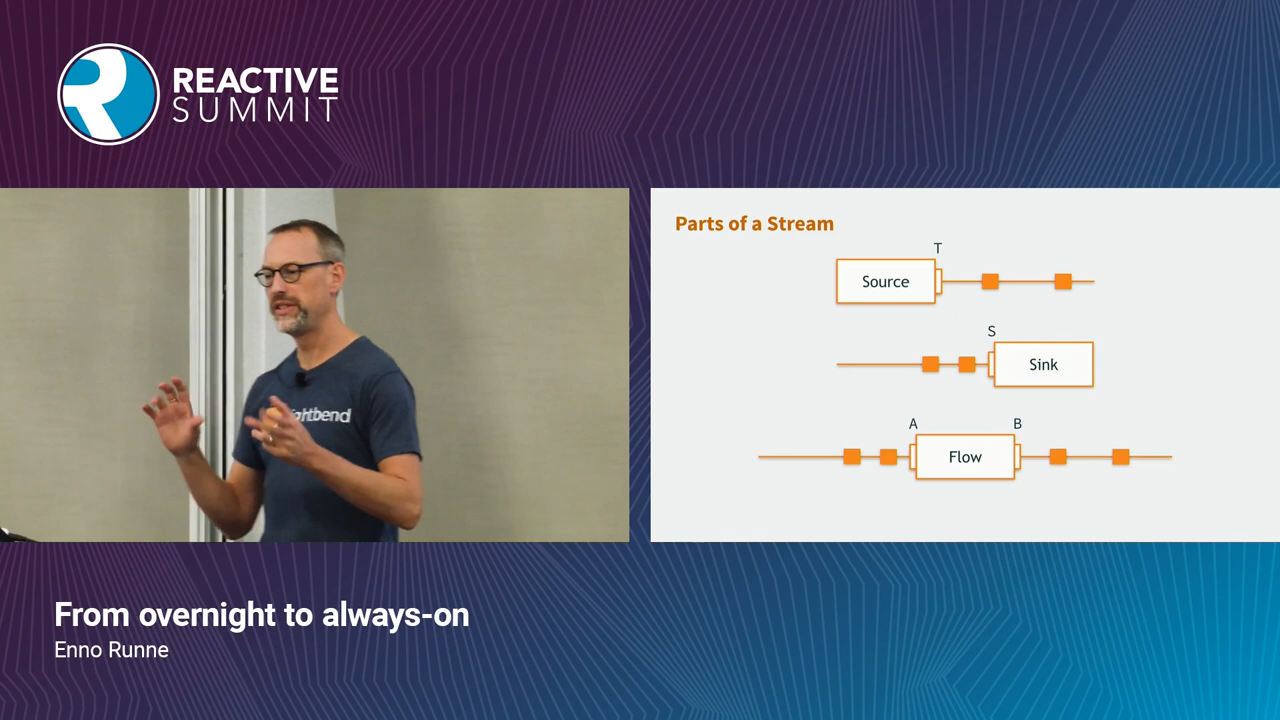 REACTIVE
SUMMIT
Parts of a Stream
T
Source
S
Sink
A
B
Flow
From overnight to always-on
Enno Runne